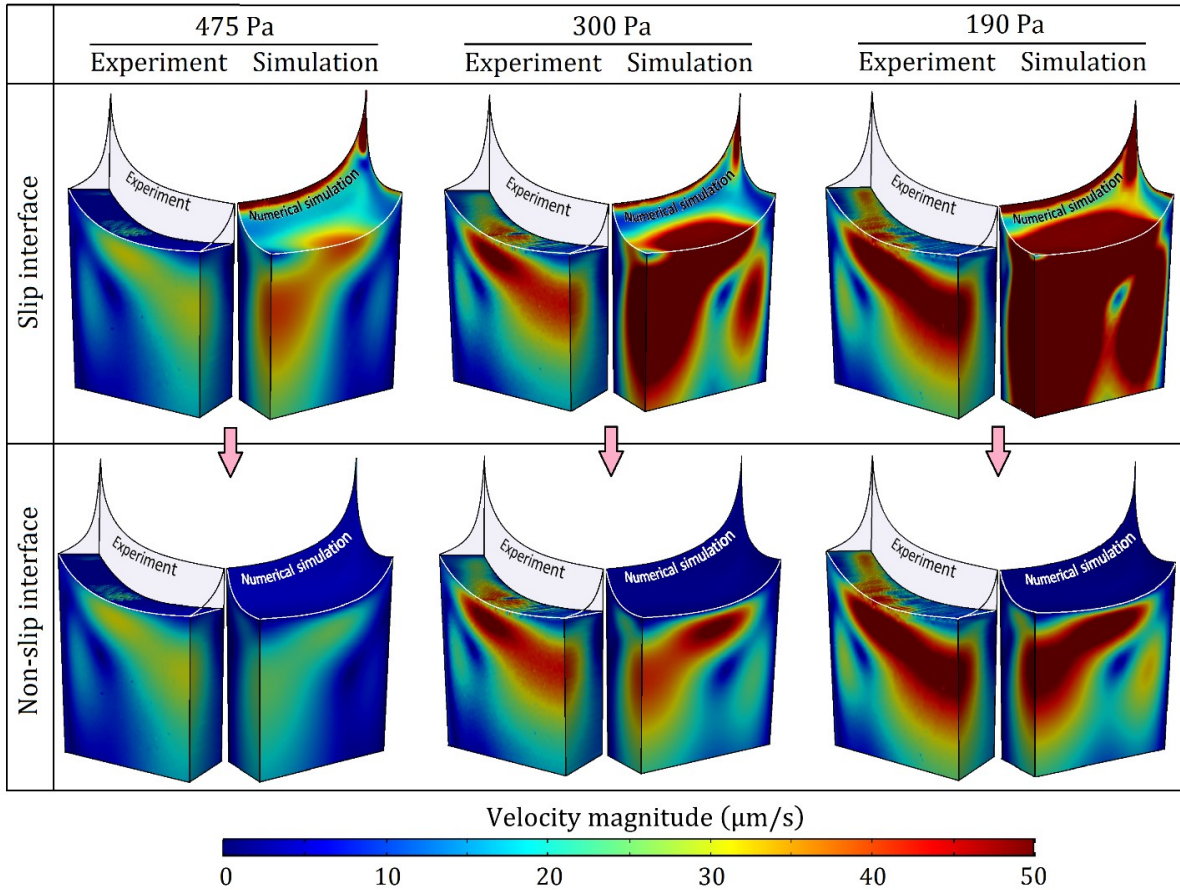 475 Pa 300 Pa 190 Pa
Experiment Simulation Experiment Simulation Experiment Simulation
Slip interface
Experiment Numerical simulation Experiment Numerical simulation Experiment Numerical simulation
Non-slip interface
Experiment Numerical simulation Experiment Numerical simulation Experiment Numerical simulation
Velocity magnitude (μm/s)
0 10 20 30 40 50